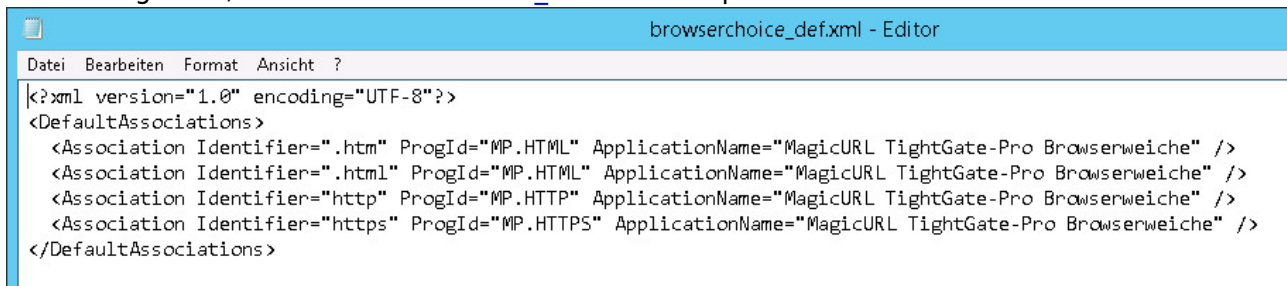 browserchoice_def.xml - Editor
Datei Bearbeiten Format Ansicht ?
<?xml version="1.0" encoding="UTF-8"?>
<DefaultAssociations>
<Association Identifier=".htm" ProgId="MP.HTML" ApplicationName="MagicURL TightGate-Pro Browserweiche" />
<Association Identifier=".html" ProgId="MP.HTML" ApplicationName="MagicURL TightGate-Pro Browserweiche" />
<Association Identifier="http" ProgId="MP.HTTP" ApplicationName="MagicURL TightGate-Pro Browserweiche" />
<Association Identifier="https" ProgId="MP.HTTPS" ApplicationName="MagicURL TightGate-Pro Browserweiche" />
</DefaultAssociations>